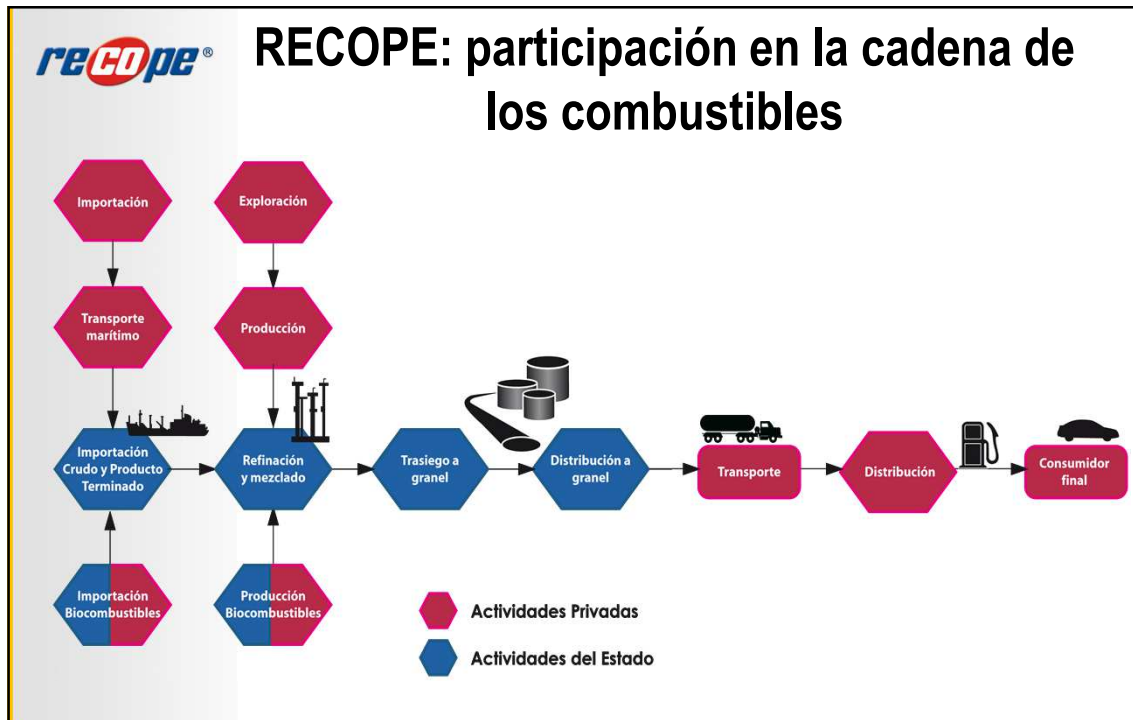 recope®
RECOPE: participación en la cadena de
los combustibles
Importación
Exploración
Transporte
marítimo
Producción
Importación
Crudo y Producto
Terminado
Refinación
y mezclado
Trasiego a
granel
Distribución a
granel
Transporte
Distribución
Consumidor
final
Importación
Biocombustibles
Producción
Biocombustibles
Actividades Privadas
Actividades del Estado